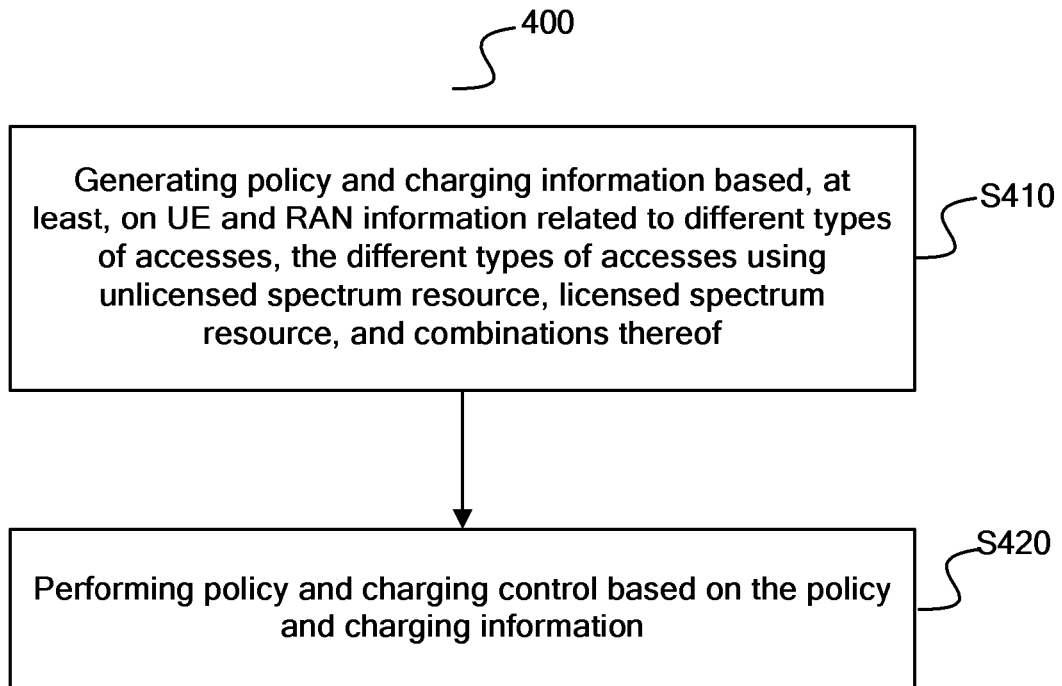 400
Generating policy and charging information based, at
least, on UE and RAN information related to different types
of accesses, the different types of accesses using
unlicensed spectrum resource, licensed spectrum
resource, and combinations thereof
S410
S420
Performing policy and charging control based on the policy
and charging information